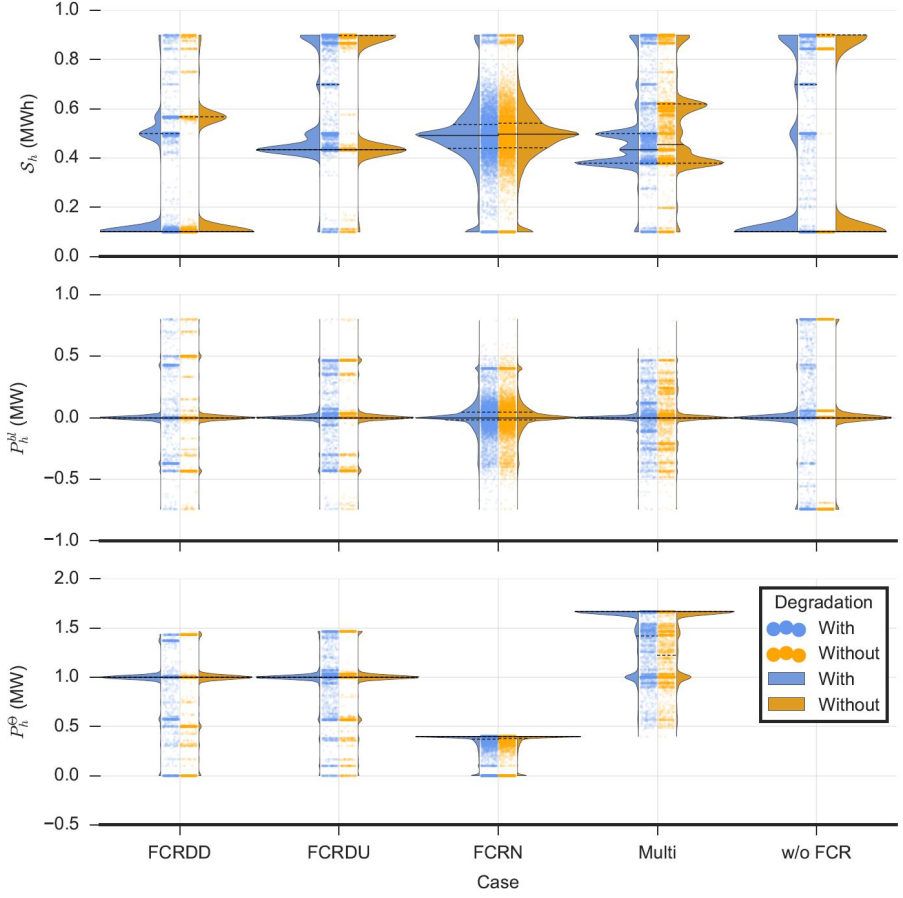 1.0
0.8
0.6
0.4
0.2
0.0
S_h (MWh)
1.0
0.5
0.0
−0.5
−1.0
P_h^{bl} (MW)
2.0
1.5
1.0
0.5
0.0
−0.5
P_h^Θ (MW)
Degradation
With
Without
With
Without
FCRDD FCRDU FCRN Multi w/o FCR
Case